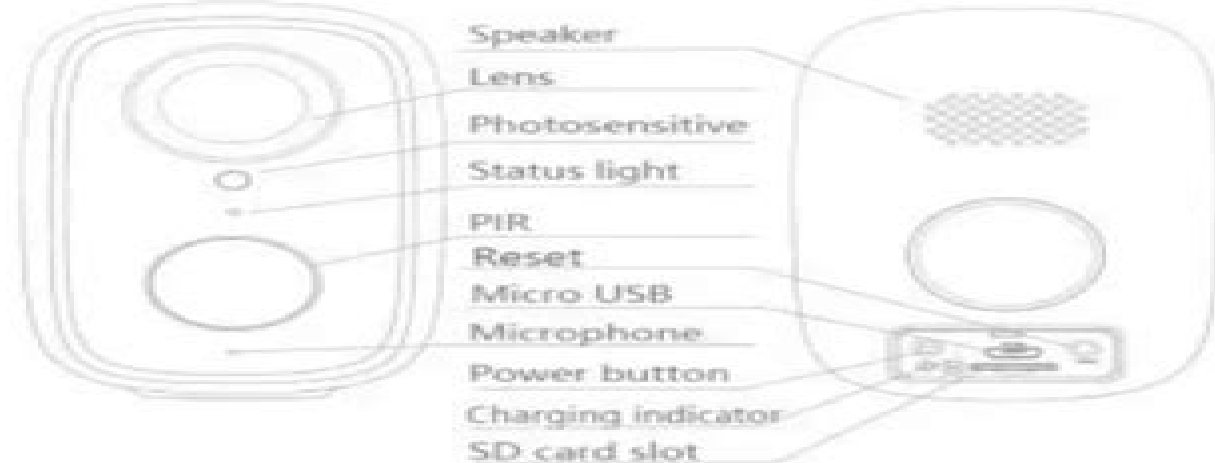 Speaker
Lens
Photosensitive
Status light
PIR
Reset
Micro USB
Microphone
Power button
Charging indicator
SD card slot